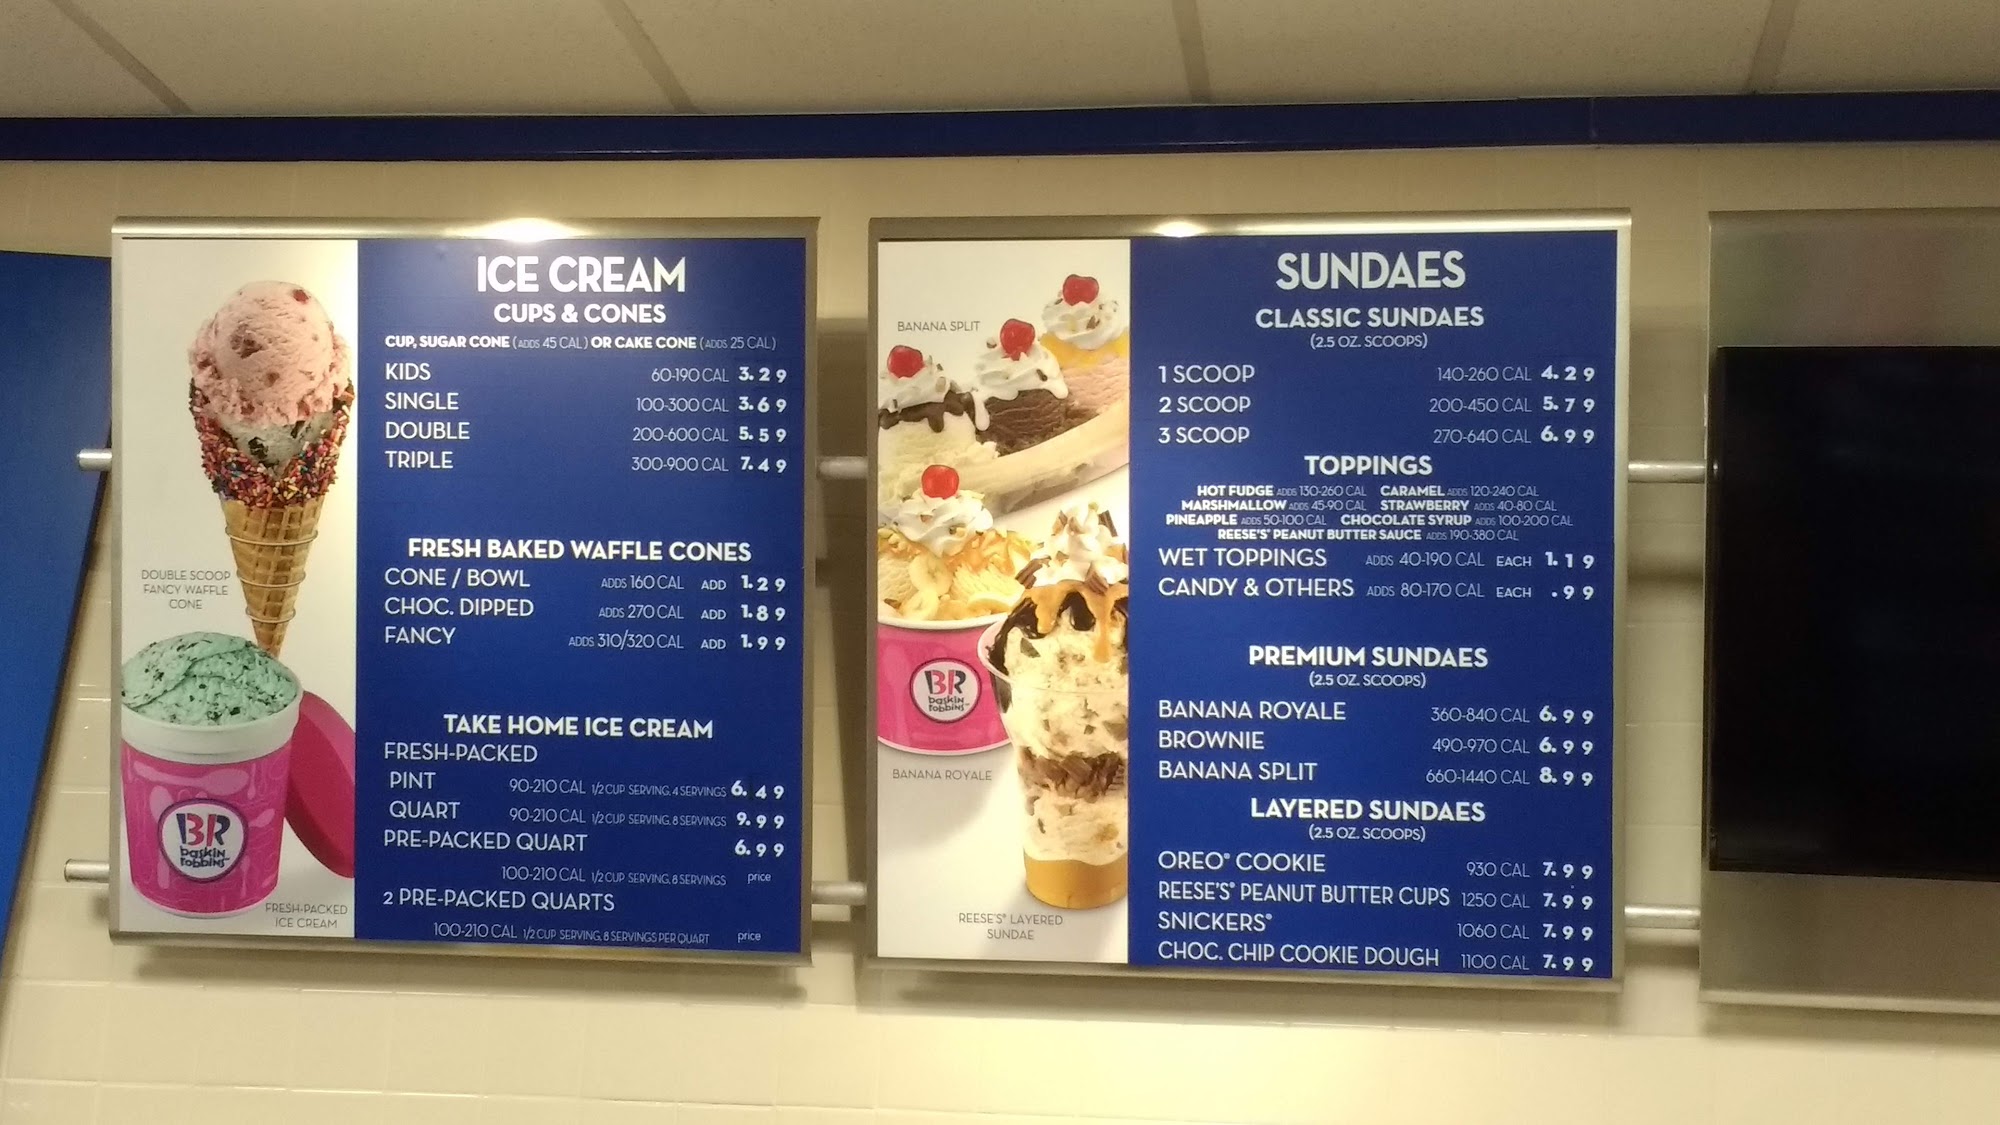 ICE CREAM
CUPS & CONES
CUP, SUGAR CONE (ADDS 45 CAL) OR CAKE CONE (ADDS 25 CAL)
KIDS 60-190 CAL 3.29
SINGLE 100-300 CAL 3.69
DOUBLE 200-600 CAL 5.59
TRIPLE 300-900 CAL 7.49
FRESH BAKED WAFFLE CONES
CONE / BOWL ADDS 160 CAL ADD 1.29
CHOC. DIPPED ADDS 270 CAL ADD 1.89
FANCY ADDS 310/320 CAL ADD 1.99
TAKE HOME ICE CREAM
FRESH-PACKED
PINT 90-210 CAL 1/2 CUP SERVING, 4 SERVINGS 6.49
QUART 90-210 CAL 1/2 CUP SERVING, 8 SERVINGS 9.99
PRE-PACKED QUART 6.99
100-210 CAL 1/2 CUP SERVING, 8 SERVINGS price
2 PRE-PACKED QUARTS
100-210 CAL 1/2 CUP SERVING, 8 SERVINGS PER QUART price
DOUBLE SCOOP
FANCY WAFFLE
CONE
BR
baskin
robbins
FRESH-PACKED
ICE CREAM
BANANA SPLIT
BR
baskin
robbins
BANANA ROYALE
REESE'S® LAYERED
SUNDAE
SUNDAES
CLASSIC SUNDAES
(2.5 OZ. SCOOPS)
1 SCOOP 140-260 CAL 4.29
2 SCOOP 200-450 CAL 5.79
3 SCOOP 270-640 CAL 6.99
TOPPINGS
HOT FUDGE ADDS 130-260 CAL CARAMEL ADDS 120-240 CAL
MARSHMALLOW ADDS 45-90 CAL STRAWBERRY ADDS 40-80 CAL
PINEAPPLE ADDS 50-100 CAL CHOCOLATE SYRUP ADDS 100-200 CAL
REESE'S® PEANUT BUTTER SAUCE ADDS 190-380 CAL
WET TOPPINGS ADDS 40-190 CAL EACH 1.19
CANDY & OTHERS ADDS 80-170 CAL EACH .99
PREMIUM SUNDAES
(2.5 OZ. SCOOPS)
BANANA ROYALE 360-840 CAL 6.99
BROWNIE 490-970 CAL 6.99
BANANA SPLIT 660-1440 CAL 8.99
LAYERED SUNDAES
(2.5 OZ. SCOOPS)
OREO® COOKIE 930 CAL 7.99
REESE'S® PEANUT BUTTER CUPS 1250 CAL 7.99
SNICKERS® 1060 CAL 7.99
CHOC. CHIP COOKIE DOUGH 1100 CAL 7.99